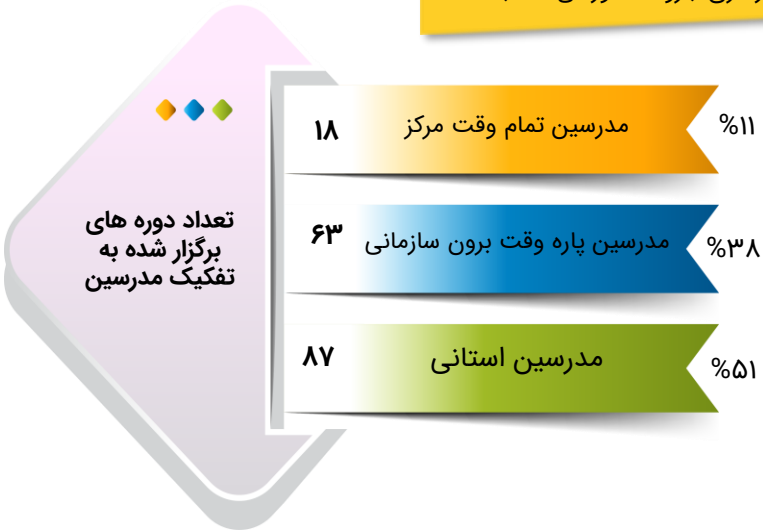 تعداد دوره های
برگزار شده به
تفکیک مدرسین
%۱۱ مدرسین تمام وقت مرکز ۱۸
%۳۸ مدرسین پاره وقت برون سازمانی ۶۳
%۵۱ مدرسین استانی ۸۷